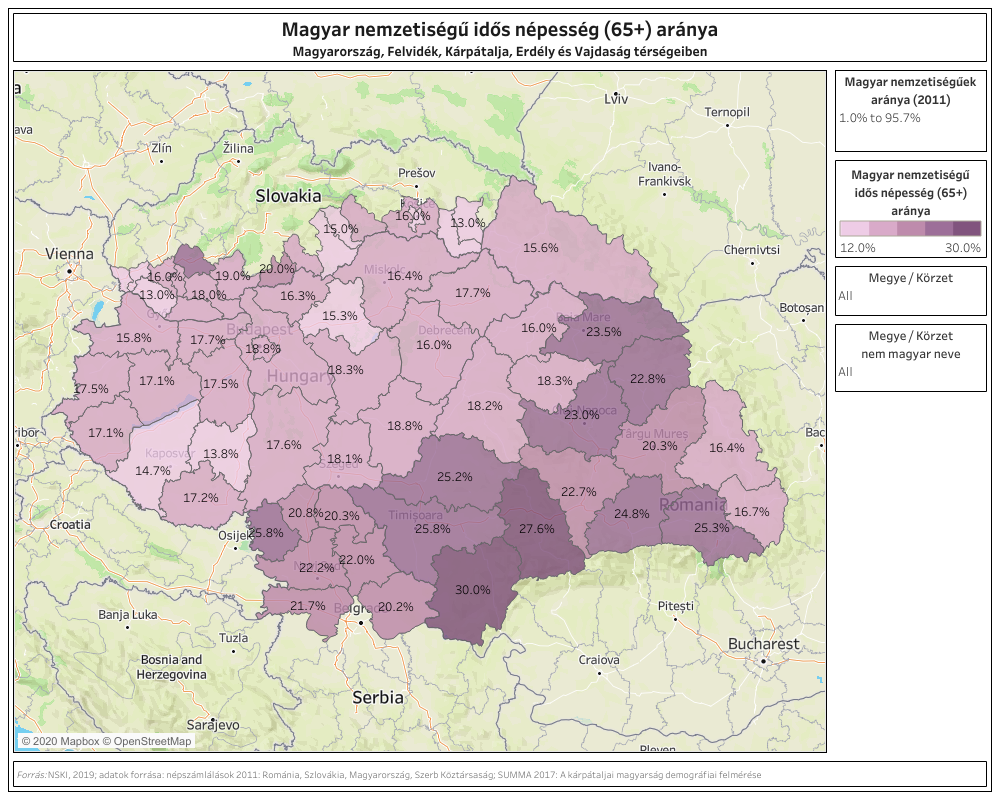 Magyar nemzetiségű idős népesség (65+) aránya
Magyarország, Felvidék, Kárpátalja, Erdély és Vajdaság térségeiben
a
Lviv
Ternopil
ava
Zlín
Žilina
Prešov
Ivano-
Frankivsk
Slovakia
16.0%
13.0%
15.0%
15.6%
Vienna
Chernivtsi
16.0%
19.0%
20.0%
Miskolc
16.4%
13.0%
18.0%
16.3%
17.7%
Botoșan
15.3%
Baia Mare
Budapest
Debrecen
16.0%
23.5%
15.8%
17.7%
18.8%
16.0%
Hungary
18.3%
17.5%
17.1%
17.5%
18.3%
22.8%
18.2%
23.0%
17.1%
18.8%
Târgu Mureș
ribor
Bac
17.6%
20.3%
16.4%
Kaposvár
13.8%
14.7%
18.1%
Szeged
25.2%
17.2%
22.7%
Romania
20.8%
20.3%
Timișoara
24.8%
16.7%
Croatia
25.8%
27.6%
25.3%
Osijek
25.8%
22.0%
22.2%
30.0%
21.7%
Belgrade
20.2%
Banja Luka
Pitești
Tuzla
Bucharest
Bosnia and
Herzegovina
Craiova
Serbia
Sarajevo
Pleven
© 2020 Mapbox © OpenStreetMap
Magyar nemzetiségűek
aránya (2011)
1.0% to 95.7%
Magyar nemzetiségű
idős népesség (65+)
aránya
12.0%
30.0%
Megye / Körzet
All
Megye / Körzet
nem magyar neve
All
Forrás:NSKI, 2019; adatok forrása: népszámlálások 2011: Románia, Szlovákia, Magyarország, Szerb Köztársaság; SUMMA 2017: A kárpátaljai magyarság demográfiai felmérése